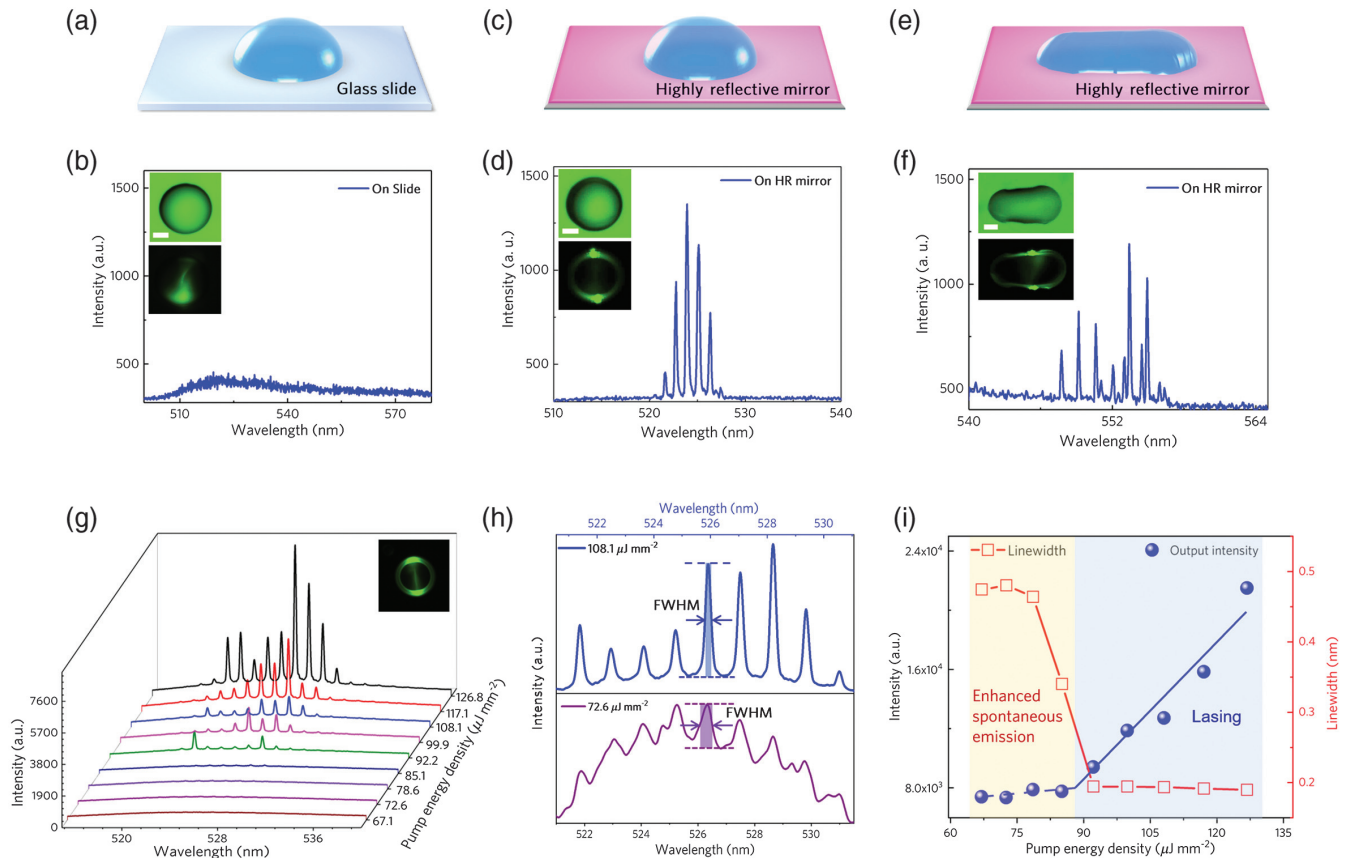 (a)
Glass slide
(c)
Highly reflective mirror
(e)
Highly reflective mirror
(b)
1500
1000
500
Intensity (a.u.)
On Slide
510
540
570
Wavelength (nm)
(d)
1500
1000
500
Intensity (a.u.)
On HR mirror
510
520
530
540
Wavelength (nm)
(f)
1500
1000
500
Intensity (a. u.)
On HR mirror
540
552
564
Wavelength (nm)
(g)
7600
5700
3800
1900
0
Intensity (a.u.)
520
528
536
Wavelength (nm)
126.8
117.1
108.1
99.9
92.2
85.1
78.6
72.6
67.1
Pump energy density (μJ mm⁻²)
(h)
Wavelength (nm)
522
524
526
528
530
108.1 μJ mm⁻²
FWHM
Intensity (a.u.)
72.6 μJ mm⁻²
FWHM
Intensity (a.u.)
522
524
526
528
530
Wavelength (nm)
(i)
Linewidth
Output intensity
2.4x10⁴
1.6x10⁴
8.0x10³
Intensity (a.u.)
Enhanced
spontaneous
emission
Lasing
0.5
0.4
0.3
0.2
Linewidth (nm)
60
75
90
105
120
135
Pump energy density (μJ mm⁻²)